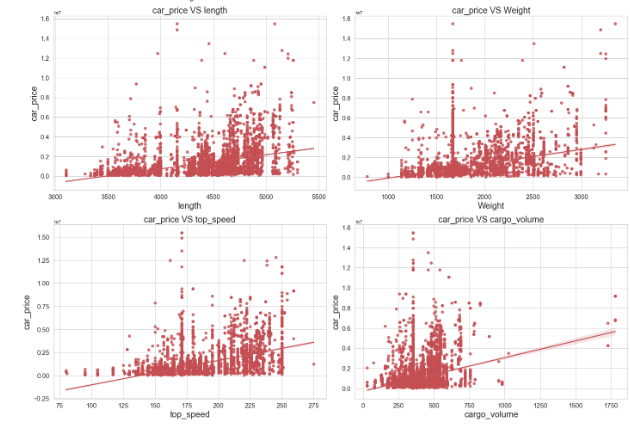 car_price VS length
1e7
1.6
1.4
1.2
1.0
0.8
0.6
0.4
0.2
0.0
car_price
3000 3500 4000 4500 5000 5500
length
car_price VS Weight
1e7
1.6
1.4
1.2
1.0
0.8
0.6
0.4
0.2
0.0
car_price
1000 1500 2000 2500 3000
Weight
car_price VS top_speed
1e7
1.50
1.25
1.00
0.75
0.50
0.25
0.00
−0.25
car_price
75 100 125 150 175 200 225 250 275
top_speed
car_price VS cargo_volume
1e7
1.6
1.4
1.2
1.0
0.8
0.6
0.4
0.2
0.0
car_price
0 250 500 750 1000 1250 1500 1750
cargo_volume